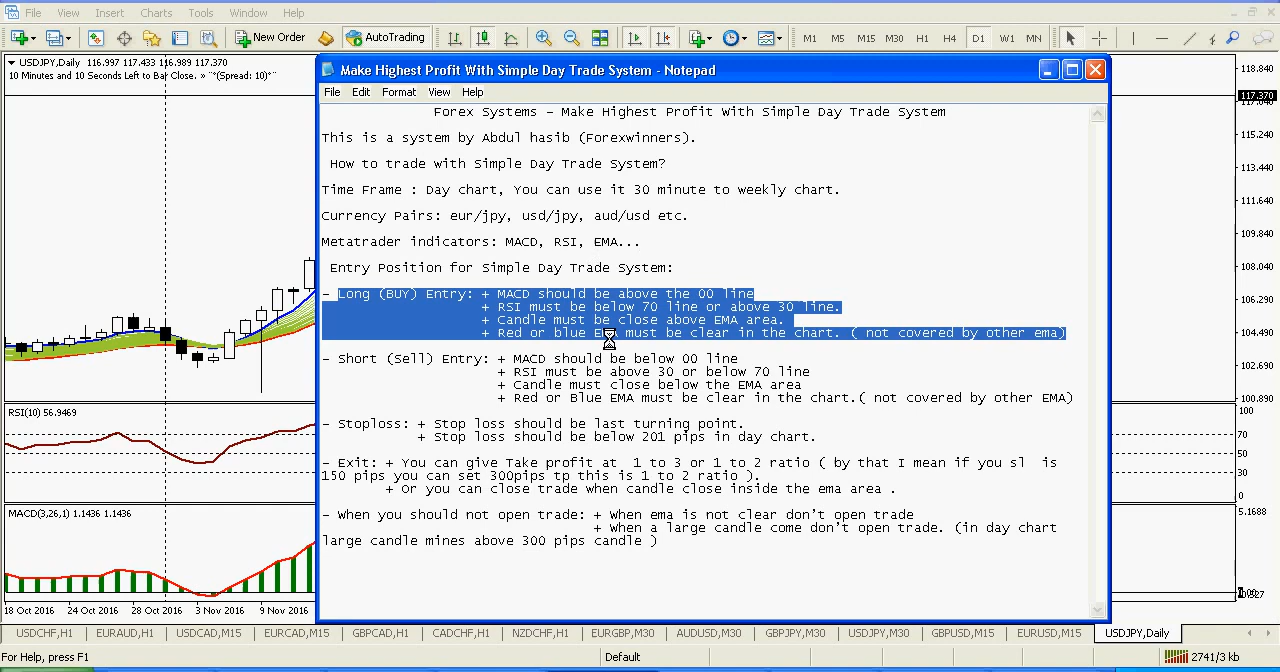 File View Insert Charts Tools Window Help
New Order AutoTrading M1 M5 M15 M30 H1 H4 D1 W1 MN
USDJPY,Daily 116.997 117.433 116.989 117.370
10 Minutes and 10 Seconds Left to Bar Close. » "*(Spread: 10)*"
Make Highest Profit With Simple Day Trade System - Notepad
File Edit Format View Help
Forex Systems – Make Highest Profit With Simple Day Trade System
This is a system by Abdul hasib (Forexwinners).
How to trade with Simple Day Trade System?
Time Frame : Day chart, You can use it 30 minute to weekly chart.
Currency Pairs: eur/jpy, usd/jpy, aud/usd etc.
Metatrader indicators: MACD, RSI, EMA...
Entry Position for Simple Day Trade System:
- Long (BUY) Entry: + MACD should be above the 00 line
+ RSI must be below 70 line or above 30 line.
+ Candle must be close above EMA area.
+ Red or blue EMA must be clear in the chart. ( not covered by other ema)
- Short (Sell) Entry: + MACD should be below 00 line
+ RSI must be above 30 or below 70 line
+ Candle must close below the EMA area
+ Red or Blue EMA must be clear in the chart.( not covered by other EMA)
- Stoploss: + Stop loss should be last turning point.
+ Stop loss should be below 201 pips in day chart.
- Exit: + You can give Take profit at 1 to 3 or 1 to 2 ratio ( by that I mean if you sl is
150 pips you can set 300pips tp this is 1 to 2 ratio ).
+ Or you can close trade when candle close inside the ema area .
- When you should not open trade: + When ema is not clear don't open trade
+ When a large candle come don't open trade. (in day chart
large candle mines above 300 pips candle )
118.840
117.370
115.240
113.440
111.640
109.840
108.040
106.290
104.490
102.690
100.890
RSI(10) 56.9469
100
70
50
30
0
MACD(3,26,1) 1.1436 1.1436
5.1688
18 Oct 2016 24 Oct 2016 28 Oct 2016 3 Nov 2016 9 Nov 2016
USDCHF,H1 EURAUD,H1 USDCAD,M15 EURCAD,M15 GBPCAD,H1 CADCHF,H1 NZDCHF,H1 EURGBP,M30 AUDUSD,M30 GBPJPY,M30 USDJPY,M30 GBPUSD,M15 EURUSD,M15 USDJPY,Daily
For Help, press F1 Default 2741/3 kb